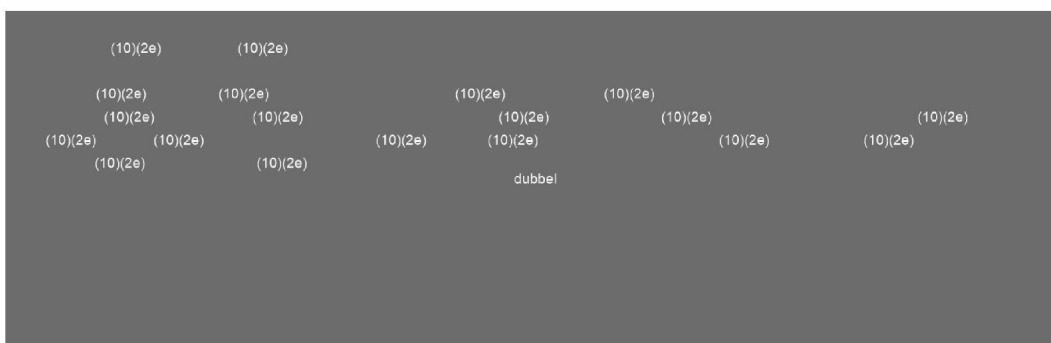 (10)(2e) (10)(2e)
(10)(2e) (10)(2e) (10)(2e) (10)(2e)
(10)(2e) (10)(2e) (10)(2e) (10)(2e) (10)(2e)
(10)(2e) (10)(2e) (10)(2e) (10)(2e) (10)(2e) (10)(2e)
(10)(2e) (10)(2e)
dubbel